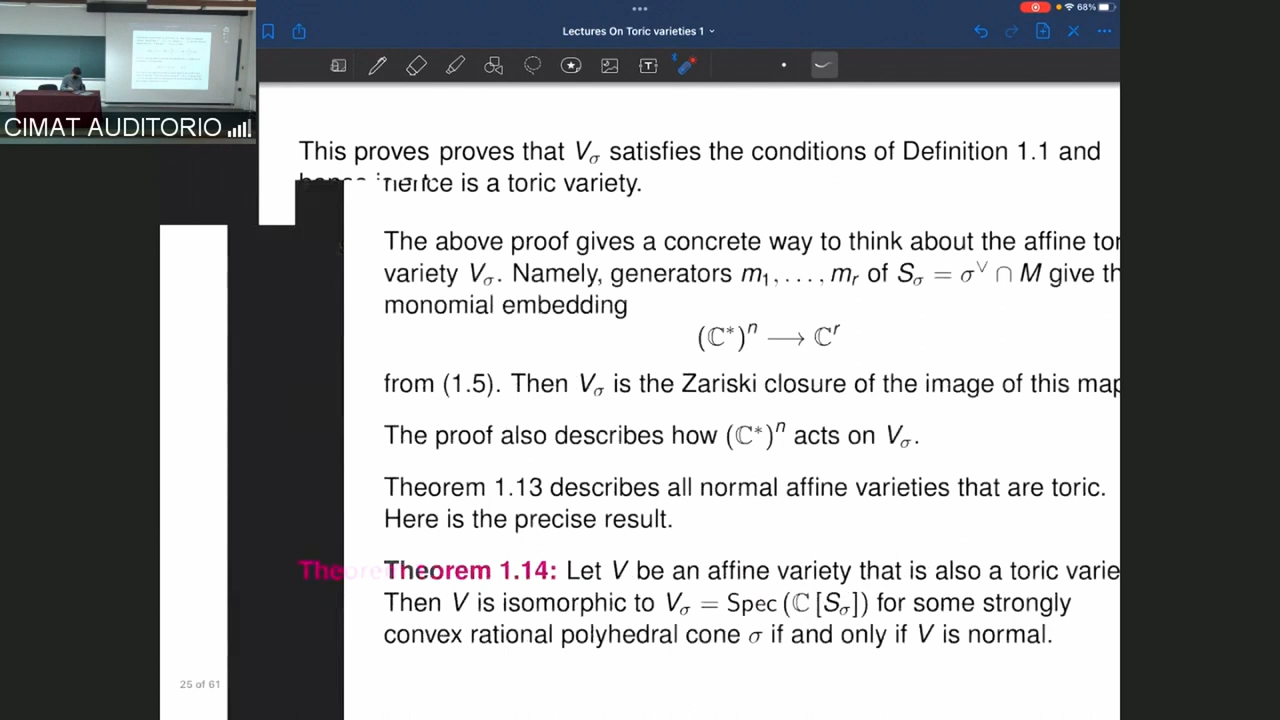 68%
Lectures On Toric varieties 1
CIMAT AUDITORIO
This proves proves that V_σ satisfies the conditions of Definition 1.1 and
is a toric variety.
The above proof gives a concrete way to think about the affine tor
variety V_σ. Namely, generators m₁, . . . , mᵣ of S_σ = σ^∨ ∩ M give th
monomial embedding
(ℂ*)ⁿ ⟶ ℂʳ
from (1.5). Then V_σ is the Zariski closure of the image of this map
The proof also describes how (ℂ*)ⁿ acts on V_σ.
Theorem 1.13 describes all normal affine varieties that are toric.
Here is the precise result.
Theorem 1.14: Let V be an affine variety that is also a toric varie
Then V is isomorphic to V_σ = Spec (ℂ [S_σ]) for some strongly
convex rational polyhedral cone σ if and only if V is normal.
25 of 61